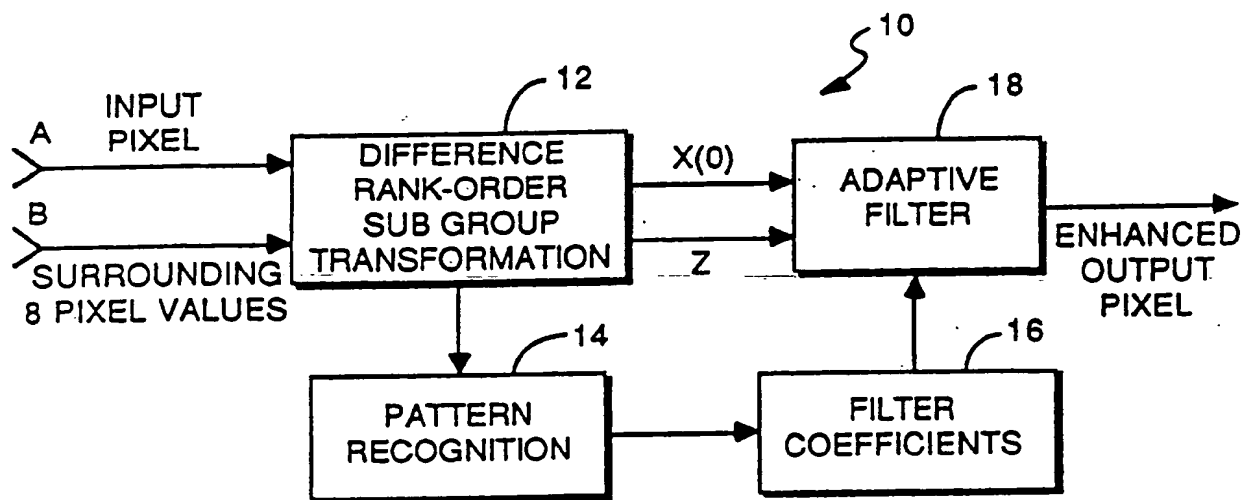 10
12
18
A
INPUT
PIXEL
DIFFERENCE
RANK-ORDER
SUB GROUP
TRANSFORMATION
X(0)
Z
ADAPTIVE
FILTER
B
SURROUNDING
8 PIXEL VALUES
ENHANCED
OUTPUT
PIXEL
14
16
PATTERN
RECOGNITION
FILTER
COEFFICIENTS